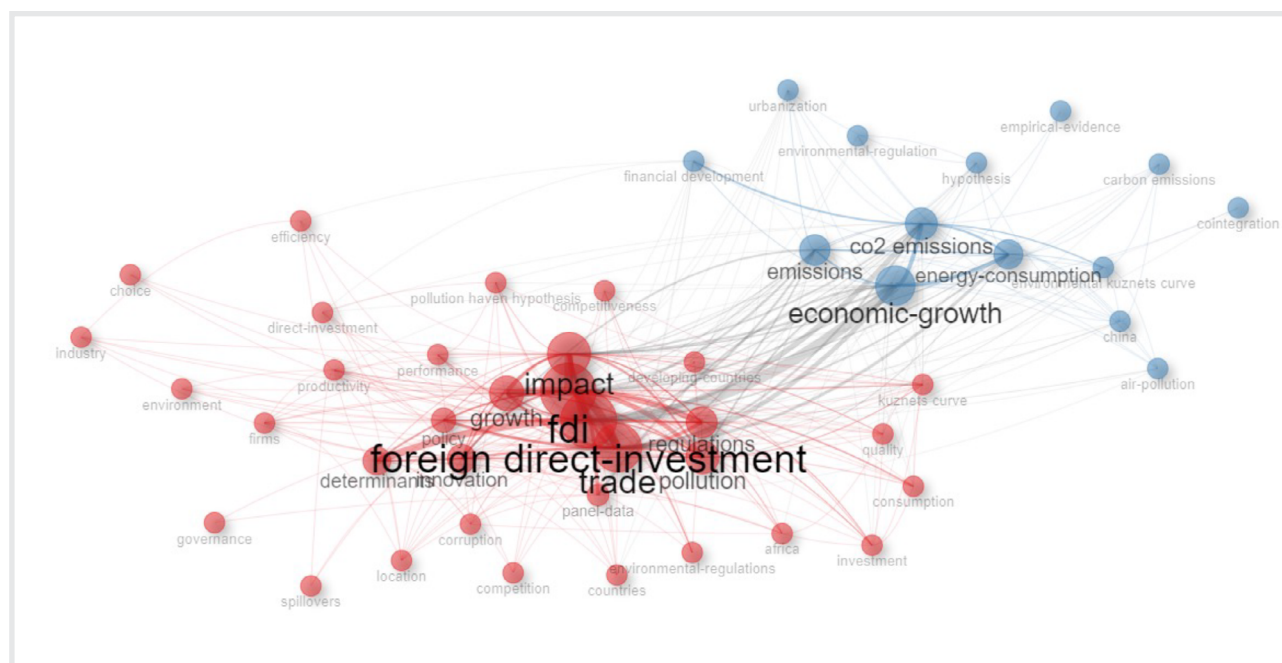 urbanization
empirical-evidence
environmental-regulation
financial development
hypothesis
carbon emissions
cointegration
efficiency
co2 emissions
emissions
energy-consumption
environmental kuznets curve
choice
pollution haven hypothesis
competitiveness
economic-growth
direct-investment
china
industry
performance
developing-countries
air-pollution
productivity
impact
environment
kuznets curve
growth
firms
policy
fdi
regulations
quality
foreign direct-investment
determinants
innovation
trade
pollution
consumption
panel-data
governance
corruption
africa
location
environmental-regulations
investment
competition
countries
spillovers